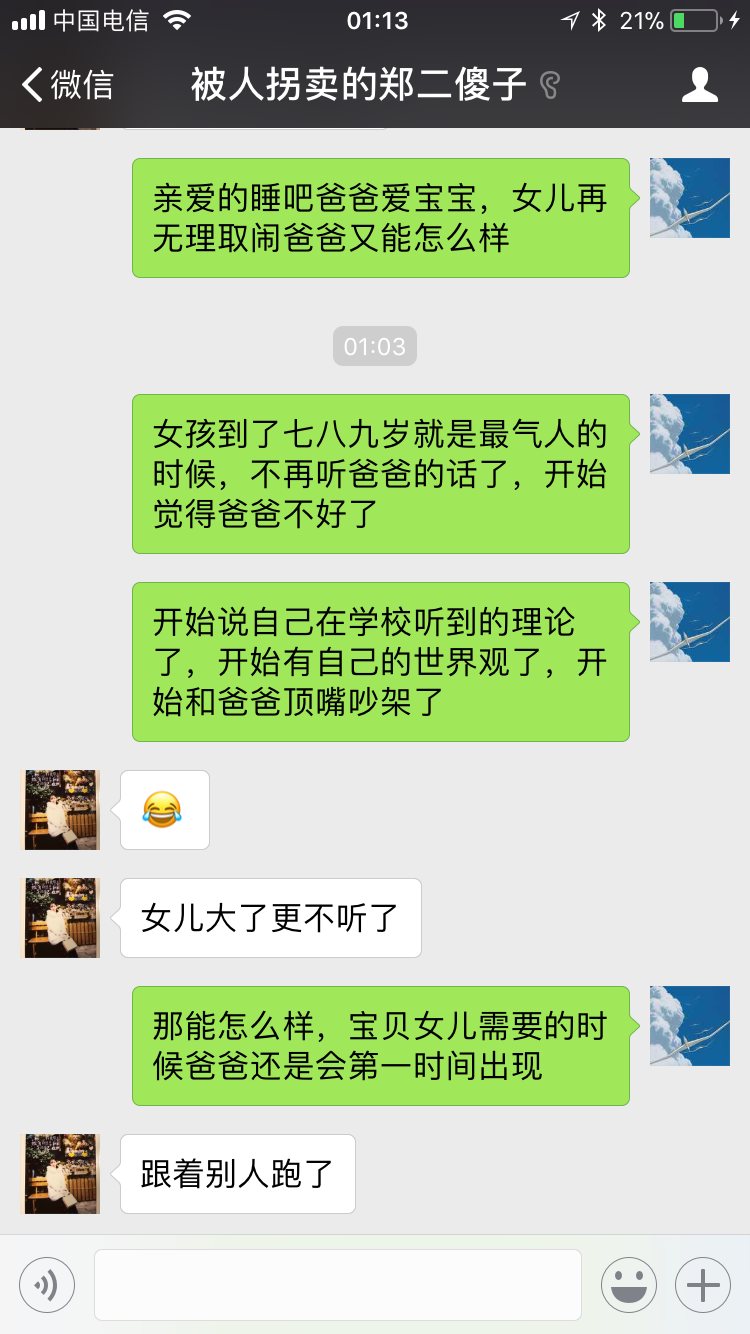 中国电信
01:13
21%
微信
被人拐卖的郑二傻子
亲爱的睡吧爸爸爱宝宝，女儿再
无理取闹爸爸又能怎么样
01:03
女孩到了七八九岁就是最气人的
时候，不再听爸爸的话了，开始
觉得爸爸不好了
开始说自己在学校听到的理论
了，开始有自己的世界观了，开
始和爸爸顶嘴吵架了
😂
女儿大了更不听了
那能怎么样，宝贝女儿需要的时
候爸爸还是会第一时间出现
跟着别人跑了